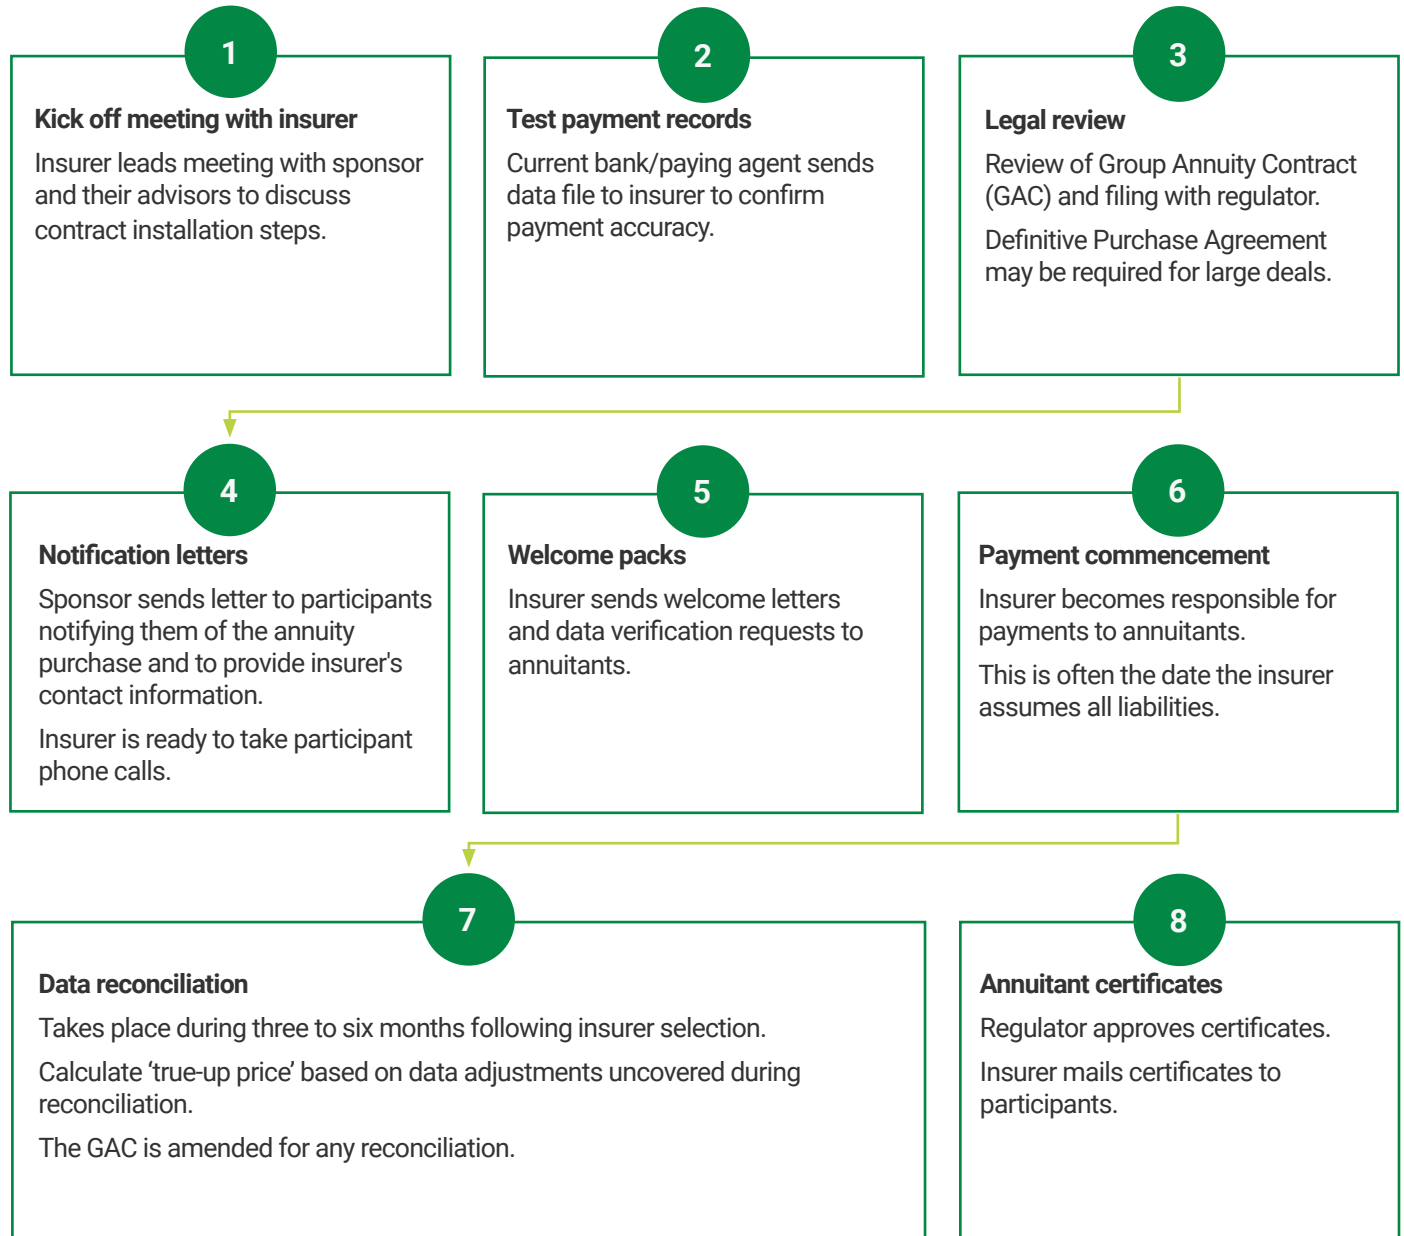 1
Kick off meeting with insurer
Insurer leads meeting with sponsor
and their advisors to discuss
contract installation steps.
2
Test payment records
Current bank/paying agent sends
data file to insurer to confirm
payment accuracy.
3
Legal review
Review of Group Annuity Contract
(GAC) and filing with regulator.
Definitive Purchase Agreement
may be required for large deals.
4
Notification letters
Sponsor sends letter to participants
notifying them of the annuity
purchase and to provide insurer's
contact information.
Insurer is ready to take participant
phone calls.
5
Welcome packs
Insurer sends welcome letters
and data verification requests to
annuitants.
6
Payment commencement
Insurer becomes responsible for
payments to annuitants.
This is often the date the insurer
assumes all liabilities.
7
Data reconciliation
Takes place during three to six months following insurer selection.
Calculate ‘true-up price’ based on data adjustments uncovered during
reconciliation.
The GAC is amended for any reconciliation.
8
Annuitant certificates
Regulator approves certificates.
Insurer mails certificates to
participants.